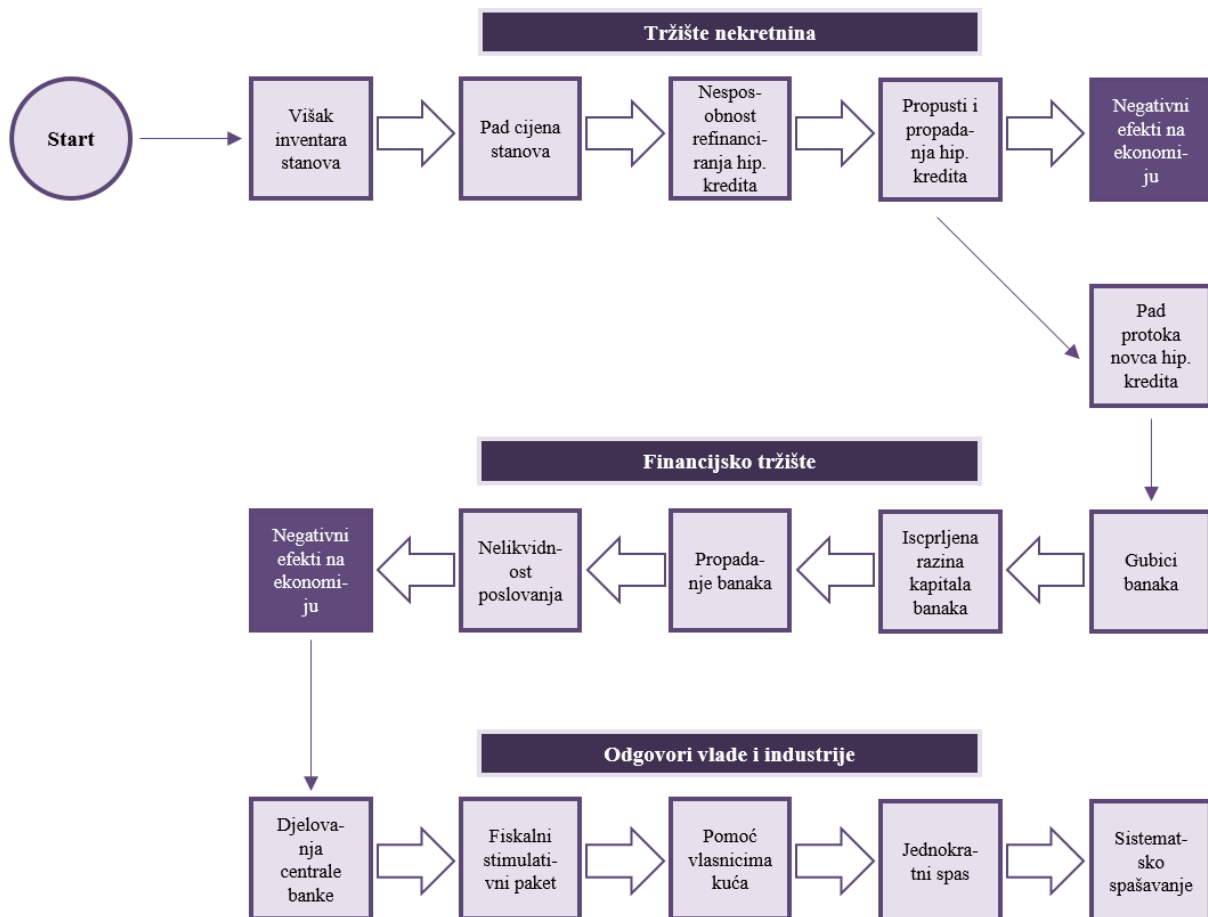 Tržište nekretnina
Start
Višak
inventara
stanova
Pad cijena
stanova
Nespos-
obnost
refinanci-
ranja hip.
kredita
Propusti i
propada-
nja hip.
kredita
Negativni
efekti na
ekonomi-
ju
Pad
protoka
novca hip.
kredita
Financijsko tržište
Negativni
efekti na
ekonomi-
ju
Nelikvidn-
ost
poslovanja
Propada-
nje banaka
Iscprljena
razina
kapitala
banaka
Gubici
banaka
Odgovori vlade i industrije
Djelova-
nja
centrale
banke
Fiskalni
stimulati-
vni paket
Pomoć
vlasnicima
kuća
Jednokra-
tni spas
Sistemat-
sko
spašavanje